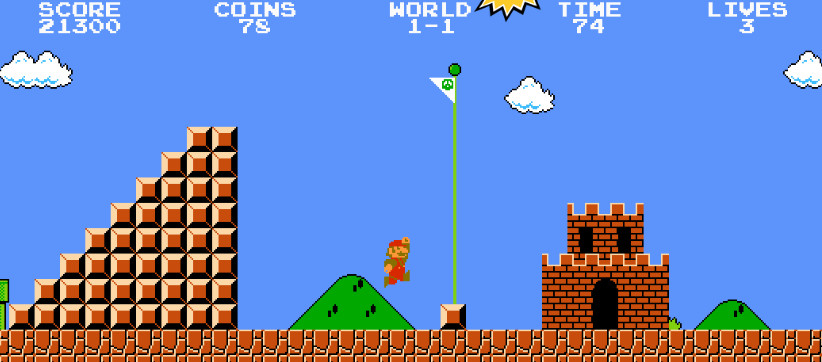 SCORE COINS WORLD TIME LIVES
21300 78 1-1 74 3